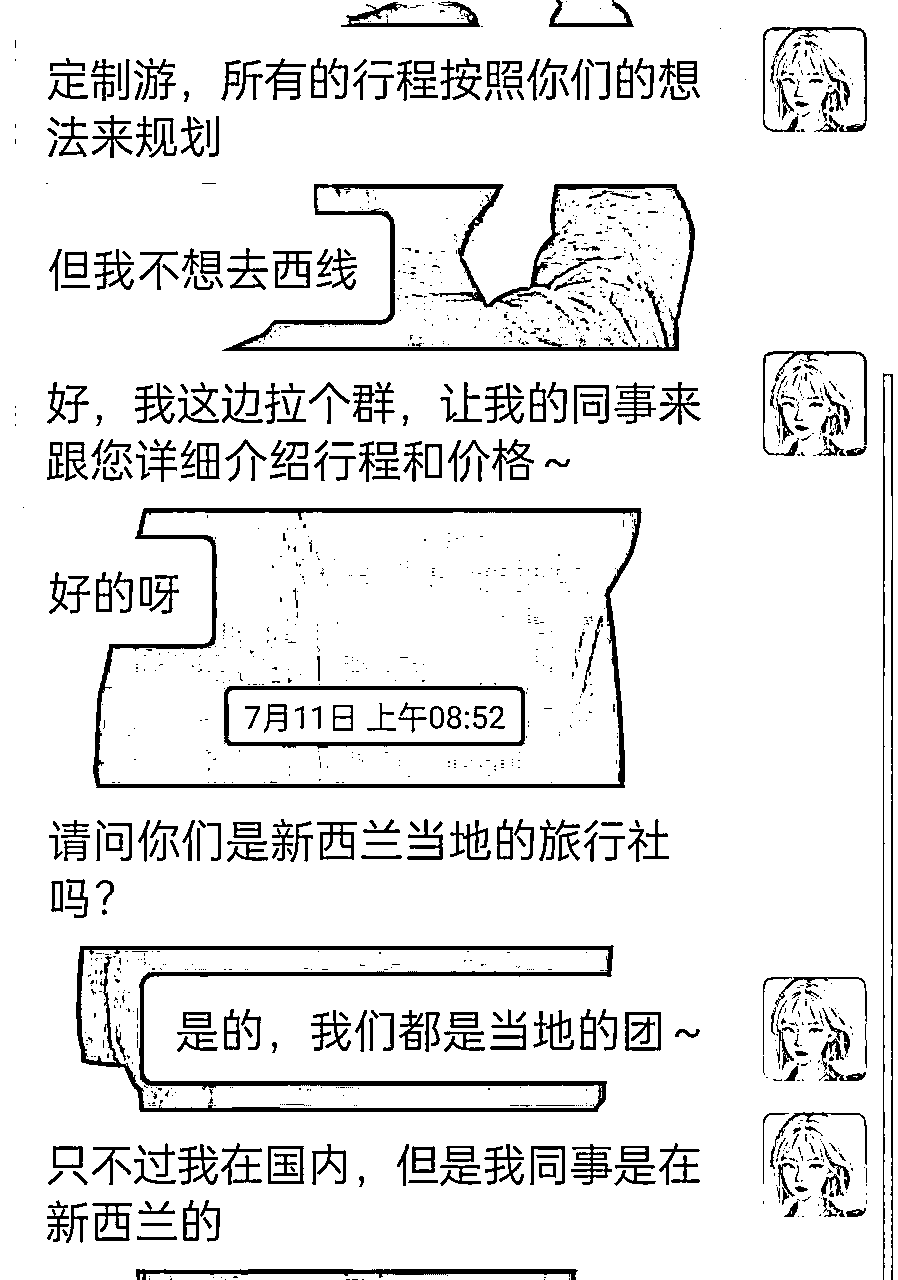 定制游，所有的行程按照你们的想
法来规划
但我不想去西线
好，我这边拉个群，让我的同事来
跟您详细介绍行程和价格~
好的呀
7月11日 上午08:52
请问你们是新西兰当地的旅行社
吗？
是的，我们都是当地的团~
只不过我在国内，但是我同事是在
新西兰的